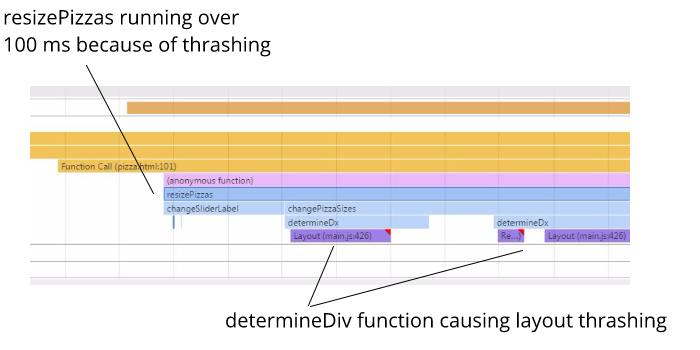 resizePizzas running over
100 ms because of thrashing
Function Call (pizza.html:101)
(anonymous function)
resizePizzas
changeSliderLabel changePizzaSizes
determineDx determineDx
Layout (main.js:426) Re...) Layout (main.js:426)
determineDiv function causing layout thrashing